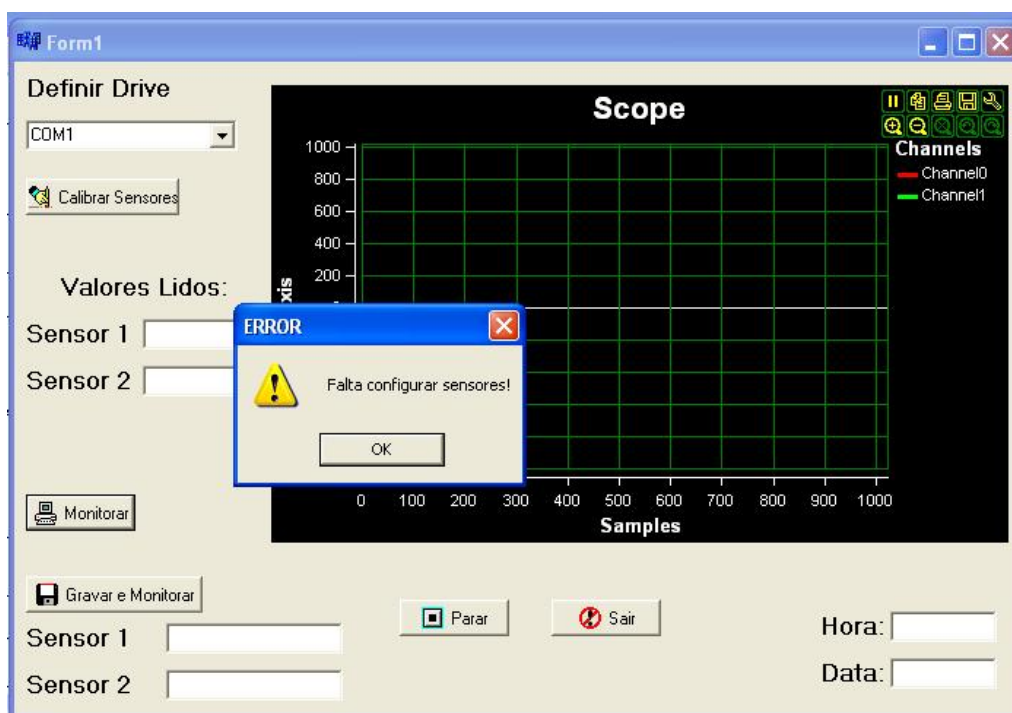 Form1
Definir Drive
COM1
Calibrar Sensores
Valores Lidos:
Sensor 1
Sensor 2
Monitorar
Scope
Channels
Channel0
Channel1
1000
800
600
400
200
xis
0 100 200 300 400 500 600 700 800 900 1000
Samples
ERROR
Falta configurar sensores!
OK
Gravar e Monitorar
Sensor 1
Sensor 2
Parar
Sair
Hora:
Data: